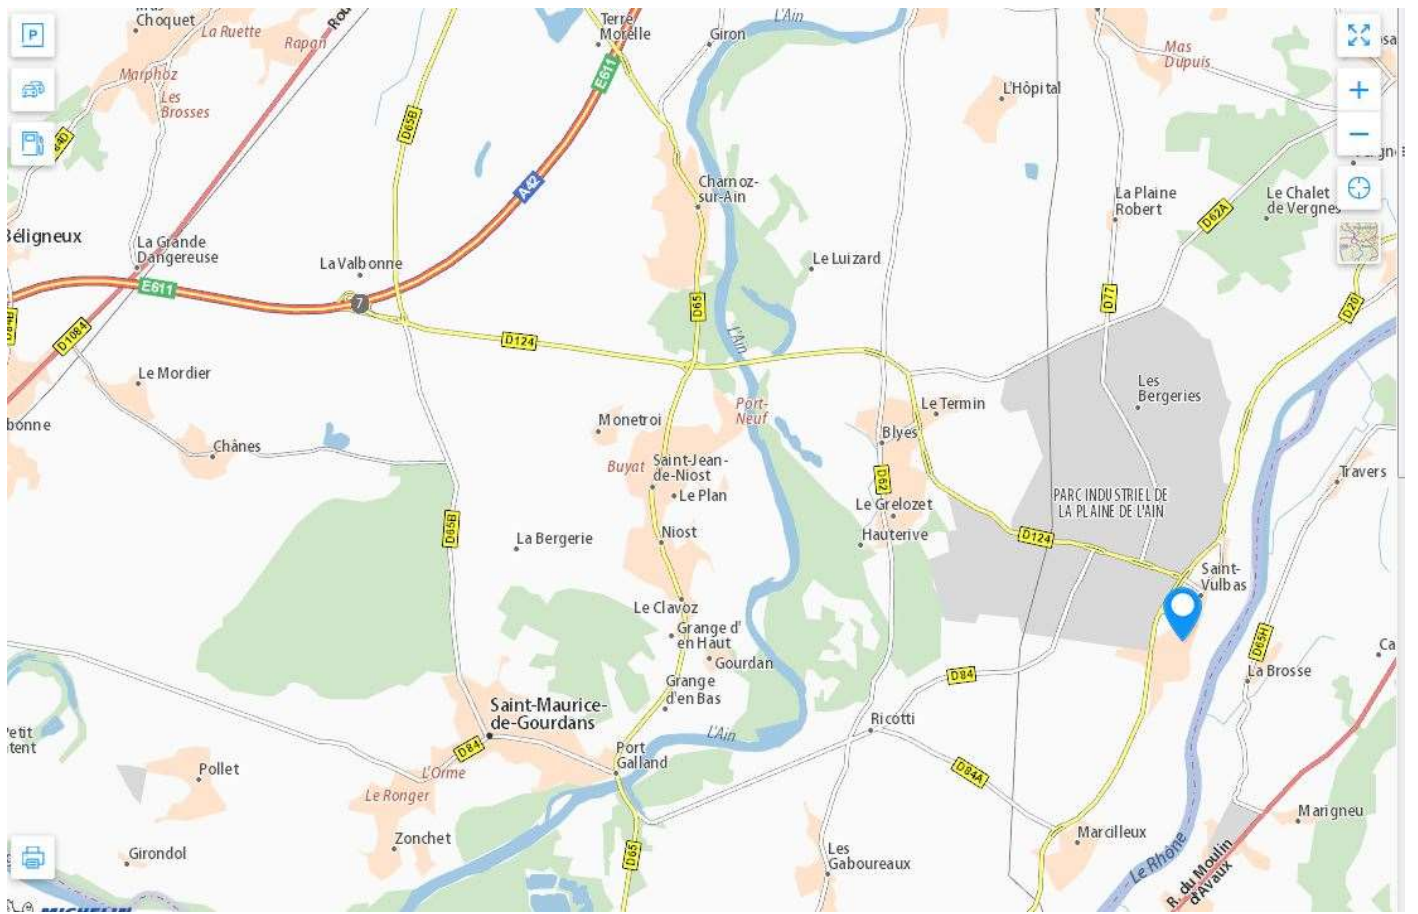 Choquet
La Ruette
Rapan
Terre
Morelle
Giron
L'Ain
Mas
Dupuis
P
E611
D65B
L'Hôpital
Marphoz
Les
Brosses
A42
Charnoz-
sur-Ain
La Plaine
Robert
Le Chalet
de Vergnes
D62A
Béligneux
La Grande
Dangereuse
La Valbonne
Le Luizard
E611
7
D65
D77
D20
D1084
D124
L'Ain
Le Mordier
Les
Bergeries
Port-
Neuf
Le Termin
Monetroi
Blyes
Chânes
Buyat
Saint-Jean-
de-Niost
Le Plan
D62
Travers
PARC INDUSTRIEL DE
LA PLAINE DE L'AIN
Le Grelozet
D65B
La Bergerie
Niost
Hauterive
D124
Saint-
Vulbas
Le Clavoz
Grange d'
en Haut
Gourdan
D65H
La Brosse
Grange
d'en Bas
D84
Saint-Maurice-
de-Gourdans
L'Ain
Ricotti
D84
Port
Galland
Pollet
L'Orme
Le Ronger
D84A
Marigneu
Zonchet
Marcilleux
Girondol
D65
Les
Gaboureaux
Le Rhône
R. du Moulin
d'Avaux
MICHELIN